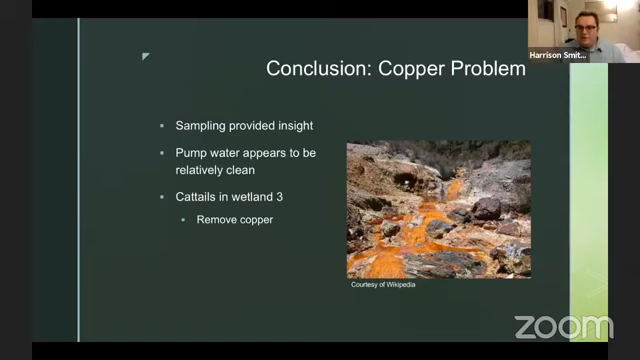 Harrison Smit...
Conclusion: Copper Problem
Sampling provided insight
Pump water appears to be
relatively clean
Cattails in wetland 3
Remove copper
Courtesy of Wikipedia
zoom